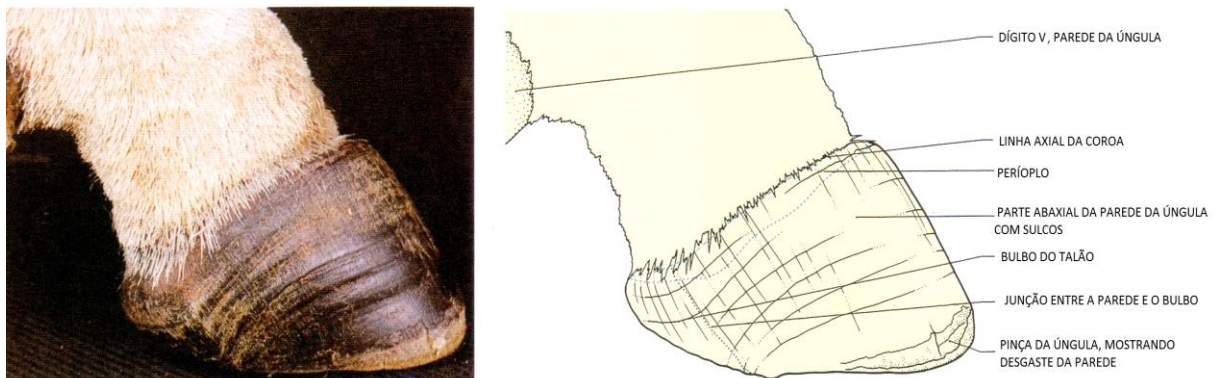 DÍGITO V , PAREDE DA ÚNGULA
LINHA AXIAL DA COROA
PERÍOPLO
PARTE ABAXIAL DA PAREDE DA ÚNGULA
COM SULCOS
BULBO DO TALÃO
JUNÇÃO ENTRE A PAREDE E O BULBO
PINÇA DA ÚNGULA, MOSTRANDO
DESGASTE DA PAREDE